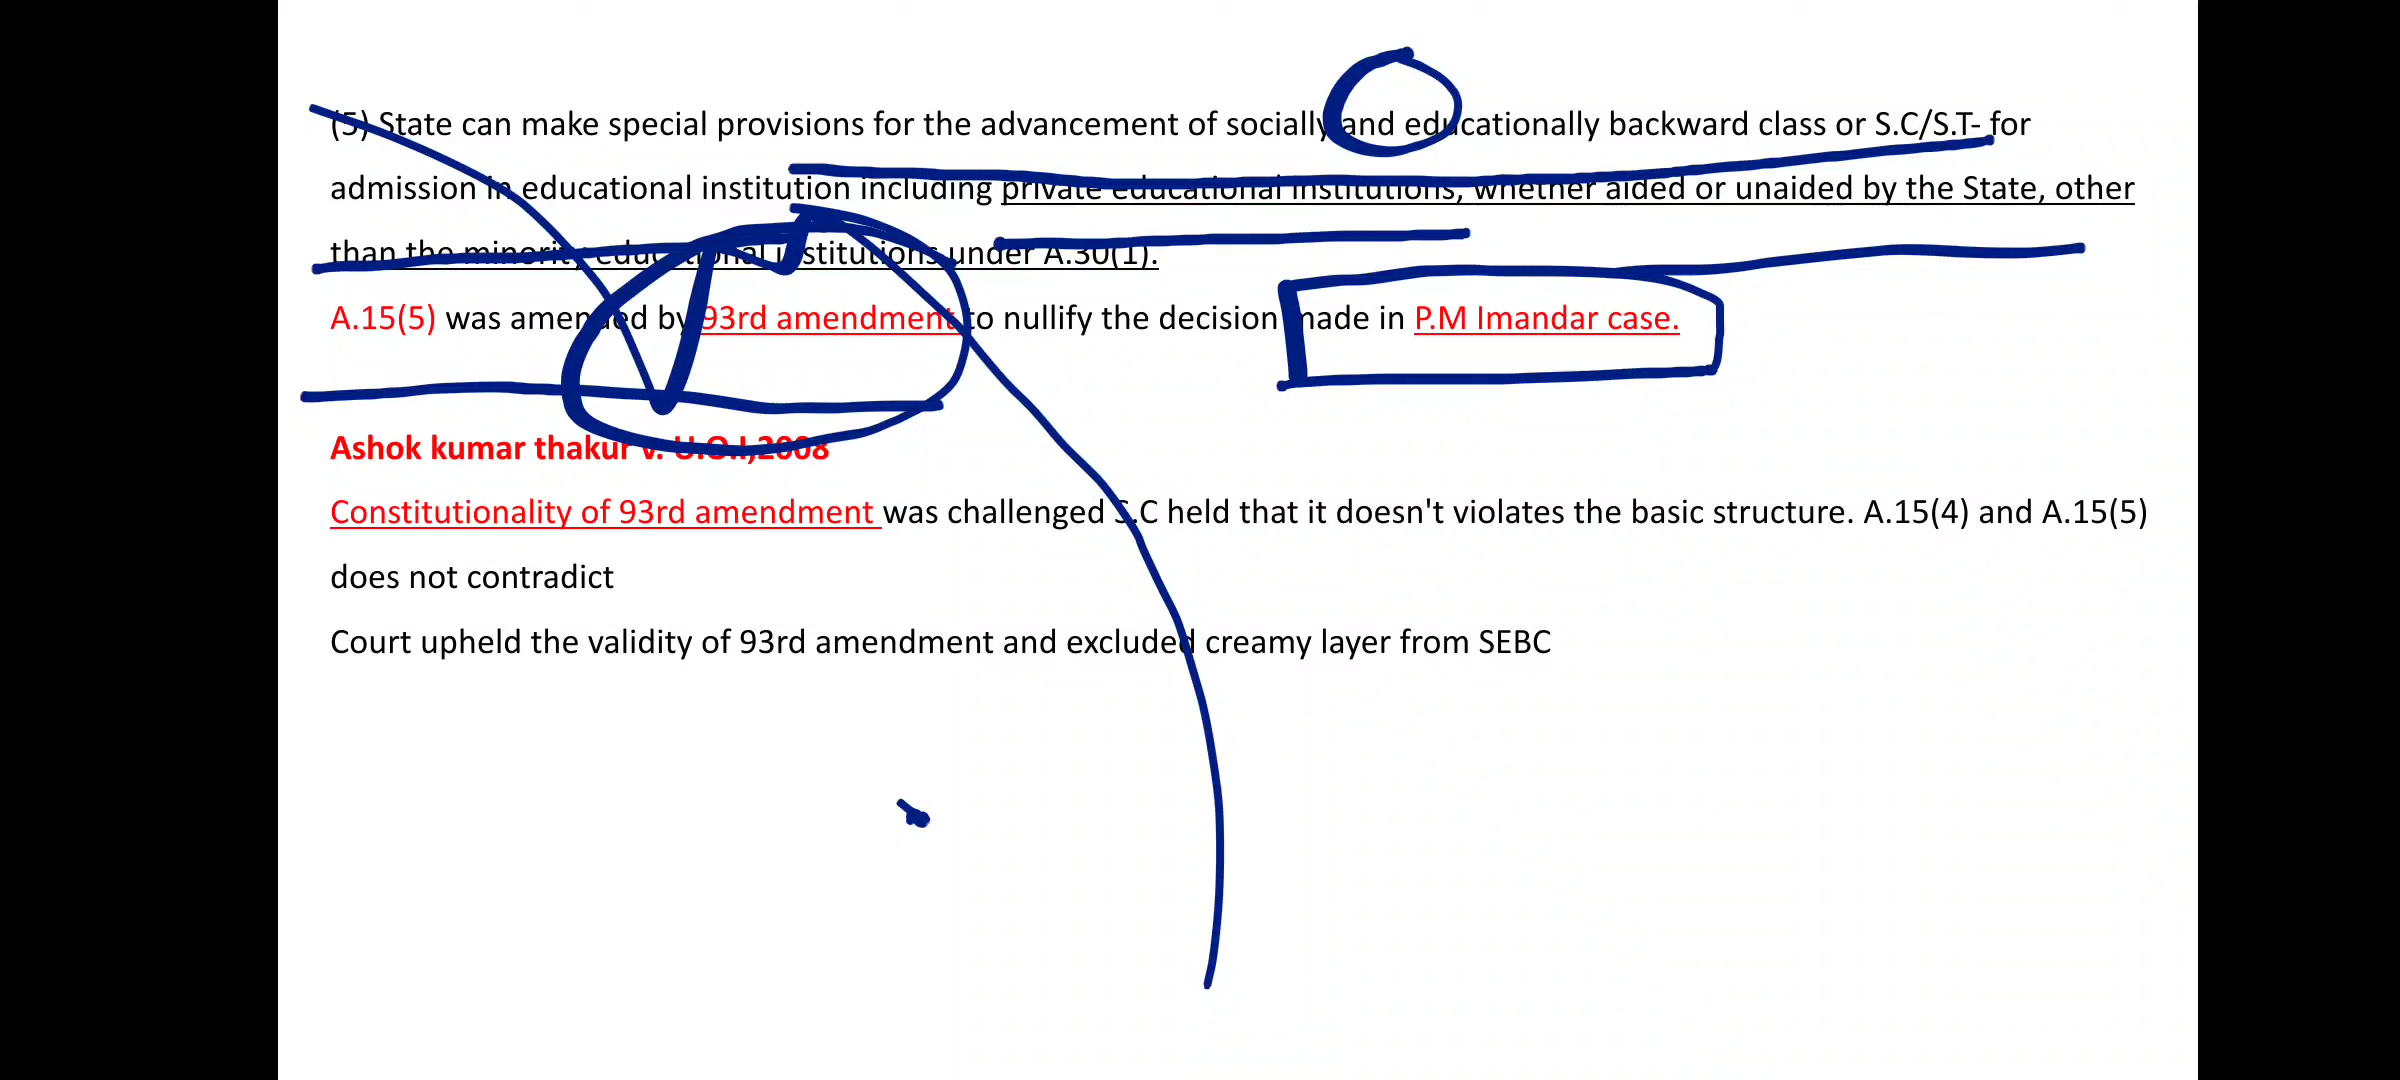 (5) State can make special provisions for the advancement of socially and educationally backward class or S.C/S.T- for
admission in educational institution including private educational institutions, whether aided or unaided by the State, other
than the minority educational institutions under A.30(1).
A.15(5) was amended by 93rd amendment to nullify the decision made in P.M Imandar case.
Ashok kumar thakur v. U.O.I,2008
Constitutionality of 93rd amendment was challenged S.C held that it doesn't violates the basic structure. A.15(4) and A.15(5)
does not contradict
Court upheld the validity of 93rd amendment and excluded creamy layer from SEBC